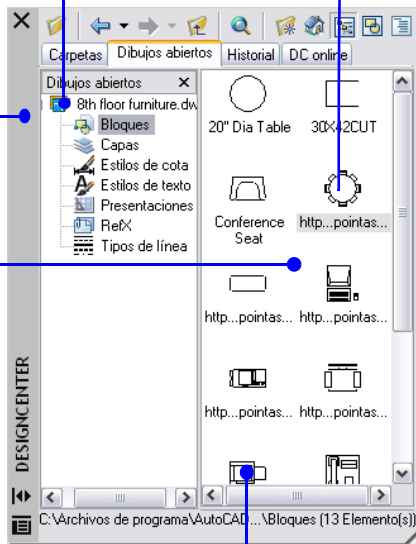 Carpetas Dibujos abiertos Historial DC online
Dibujos abiertos
8th floor furniture.dw
Bloques
Capas
Estilos de cota
Estilos de texto
Presentaciones
RefX
Tipos de línea
20" Dia Table 30X42CUT
Conference
Seat
http...pointas...
http...pointas... http...pointas...
http...pointas... http...pointas...
DESIGNCENTER
C:\Archivos de programa\AutoCAD...\Bloques (13 Elemento(s))